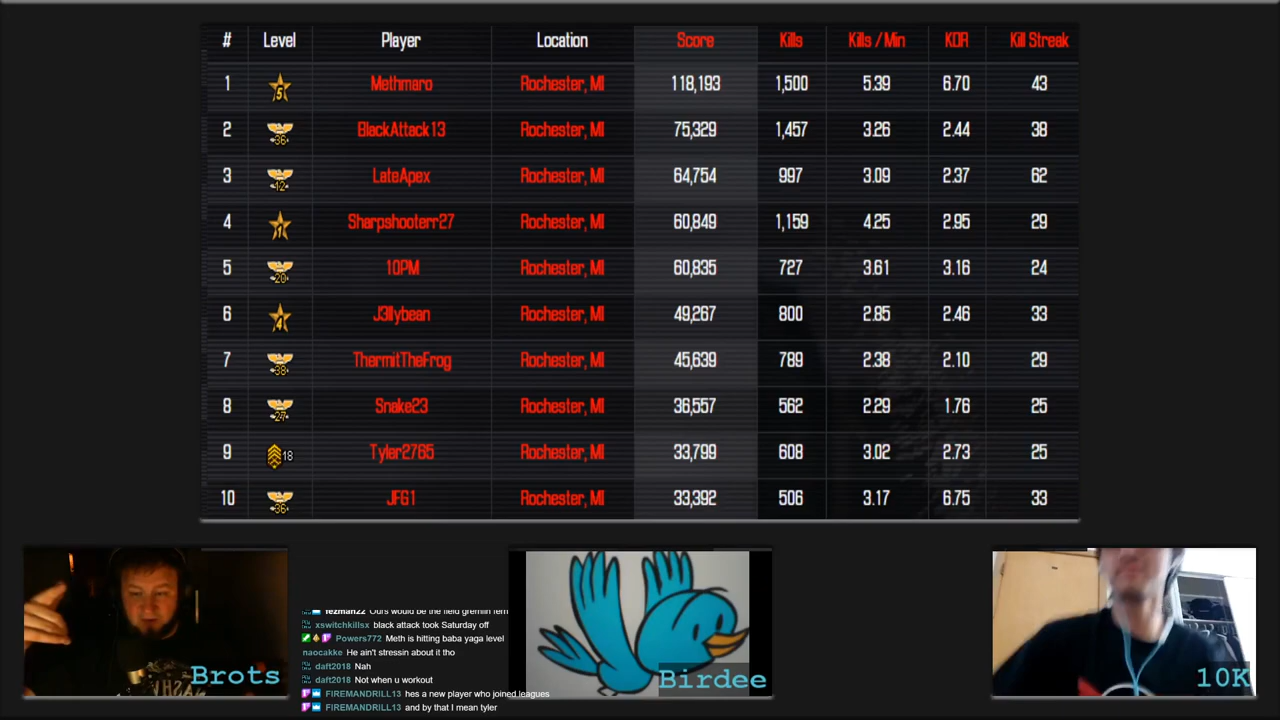 # Level Player Location Score Kills Kills / Min KDR Kill Streak
1 5 Methmaro Rochester, MI 118,193 1,500 5.39 6.70 43
2 36 BlackAttack13 Rochester, MI 75,329 1,457 3.26 2.44 38
3 12 LateApex Rochester, MI 64,754 997 3.09 2.37 62
4 1 Sharpshooterr27 Rochester, MI 60,849 1,159 4.25 2.95 29
5 20 10PM Rochester, MI 60,835 727 3.61 3.16 24
6 4 J3llybean Rochester, MI 49,267 800 2.85 2.46 33
7 38 ThermitTheFrog Rochester, MI 45,639 789 2.38 2.10 29
8 27 Snake23 Rochester, MI 36,557 562 2.29 1.76 25
9 18 Tyler2765 Rochester, MI 33,799 608 3.02 2.73 25
10 36 JFG1 Rochester, MI 33,392 506 3.17 6.75 33
Brots
Ours would be the field gremlin
xswitchkillsx black attack took Saturday off
Powers772 Meth is hitting baba yaga level
naocakke He ain't stressin about it tho
daft2018 Nah
daft2018 Not when u workout
FIREMANDRILL13 hes a new player who joined leagues
FIREMANDRILL13 and by that I mean tyler
Birdee
10K